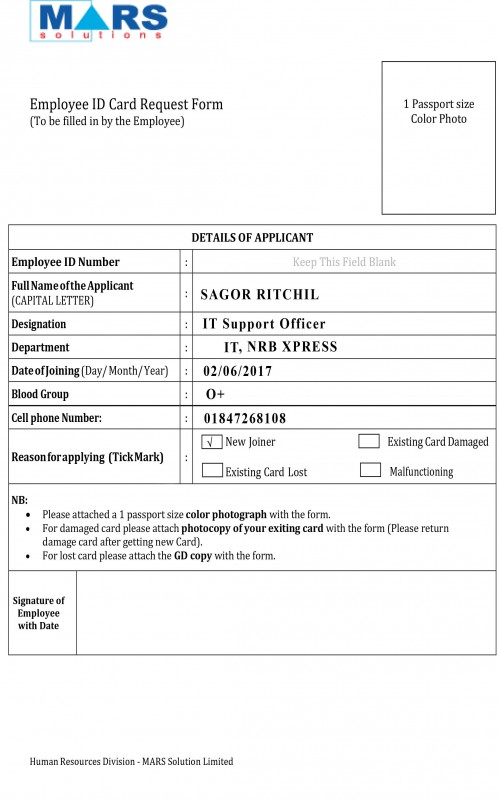 MARS
solutions
Employee ID Card Request Form
(To be filled in by the Employee)
1 Passport size
Color Photo
DETAILS OF APPLICANT
Employee ID Number : Keep This Field Blank
Full Name of the Applicant
(CAPITAL LETTER) : SAGOR RITCHIL
Designation : IT Support Officer
Department : IT, NRB XPRESS
Date of Joining (Day/ Month/ Year) : 02/06/2017
Blood Group : O+
Cell phone Number: : 01847268108
Reason for applying (Tick Mark) : √ New Joiner Existing Card Damaged
Existing Card Lost Malfunctioning
NB:
• Please attached a 1 passport size color photograph with the form.
• For damaged card please attach photocopy of your exiting card with the form (Please return
damage card after getting new Card).
• For lost card please attach the GD copy with the form.
Signature of
Employee
with Date
Human Resources Division - MARS Solution Limited